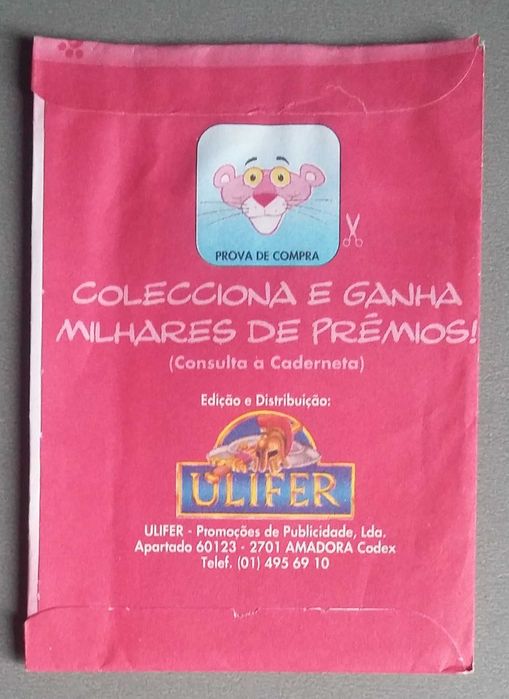 PROVA DE COMPRA
COLECCIONA E GANHA
MILHARES DE PRÉMIOS!
(Consulta a Caderneta)
Edição e Distribuição:
ULIFER
ULIFER - Promoções de Publicidade, Lda.
Apartado 60123 - 2701 AMADORA Codex
Telef. (01) 495 69 10